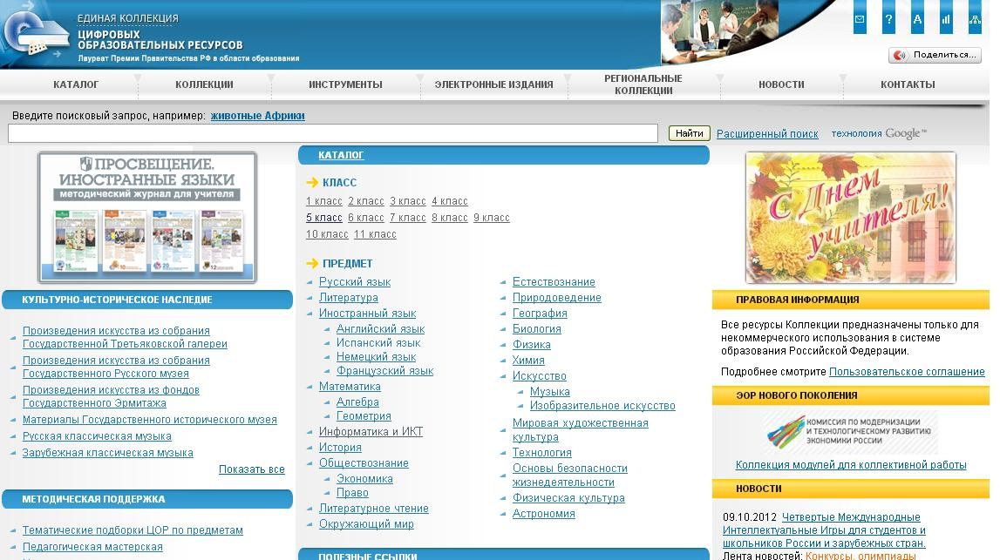 ЕДИНАЯ КОЛЛЕКЦИЯ
ЦИФРОВЫХ
ОБРАЗОВАТЕЛЬНЫХ РЕСУРСОВ
Лауреат Премии Правительства РФ в области образования
?
A
Поделиться...
КАТАЛОГ
КОЛЛЕКЦИИ
ИНСТРУМЕНТЫ
ЭЛЕКТРОННЫЕ ИЗДАНИЯ
РЕГИОНАЛЬНЫЕ
КОЛЛЕКЦИИ
НОВОСТИ
КОНТАКТЫ
Введите поисковый запрос, например: животные Африки
Найти
Расширенный поиск
технология Google™
ПРОСВЕЩЕНИЕ.
ИНОСТРАННЫЕ ЯЗЫКИ
методический журнал для учителя
15
10
20
12
КУЛЬТУРНО-ИСТОРИЧЕСКОЕ НАСЛЕДИЕ
Произведения искусства из собрания
Государственной Третьяковской галереи
Произведения искусства из собрания
Государственного Русского музея
Произведения искусства из фондов
Государственного Эрмитажа
Материалы Государственного исторического музея
Русская классическая музыка
Зарубежная классическая музыка
Показать все
МЕТОДИЧЕСКАЯ ПОДДЕРЖКА
Тематические подборки ЦОР по предметам
Педагогическая мастерская
КАТАЛОГ
КЛАСС
1 класс 2 класс 3 класс 4 класс
5 класс 6 класс 7 класс 8 класс 9 класс
10 класс 11 класс
ПРЕДМЕТ
Русский язык
Литература
Иностранный язык
Английский язык
Испанский язык
Немецкий язык
Французский язык
Математика
Алгебра
Геометрия
Информатика и ИКТ
История
Обществознание
Экономика
Право
Литературное чтение
Окружающий мир
Естествознание
Природоведение
География
Биология
Физика
Химия
Искусство
Музыка
Изобразительное искусство
Мировая художественная
культура
Технология
Основы безопасности
жизнедеятельности
Физическая культура
Астрономия
ПОЛЕЗНЫЕ ССЫЛКИ
С Днем
учителя!
ПРАВОВАЯ ИНФОРМАЦИЯ
Все ресурсы Коллекции предназначены только для
некоммерческого использования в системе
образования Российской Федерации.
Подробнее смотрите Пользовательское соглашение
ЭОР НОВОГО ПОКОЛЕНИЯ
КОМИССИЯ ПО МОДЕРНИЗАЦИИ
И ТЕХНОЛОГИЧЕСКОМУ РАЗВИТИЮ
ЭКОНОМИКИ РОССИИ
Коллекция модулей для коллективной работы
НОВОСТИ
09.10.2012 Четвертые Международные
Интеллектуальные Игры для студентов и
школьников России и зарубежных стран.
Лента новостей: Конкурсы, олимпиады